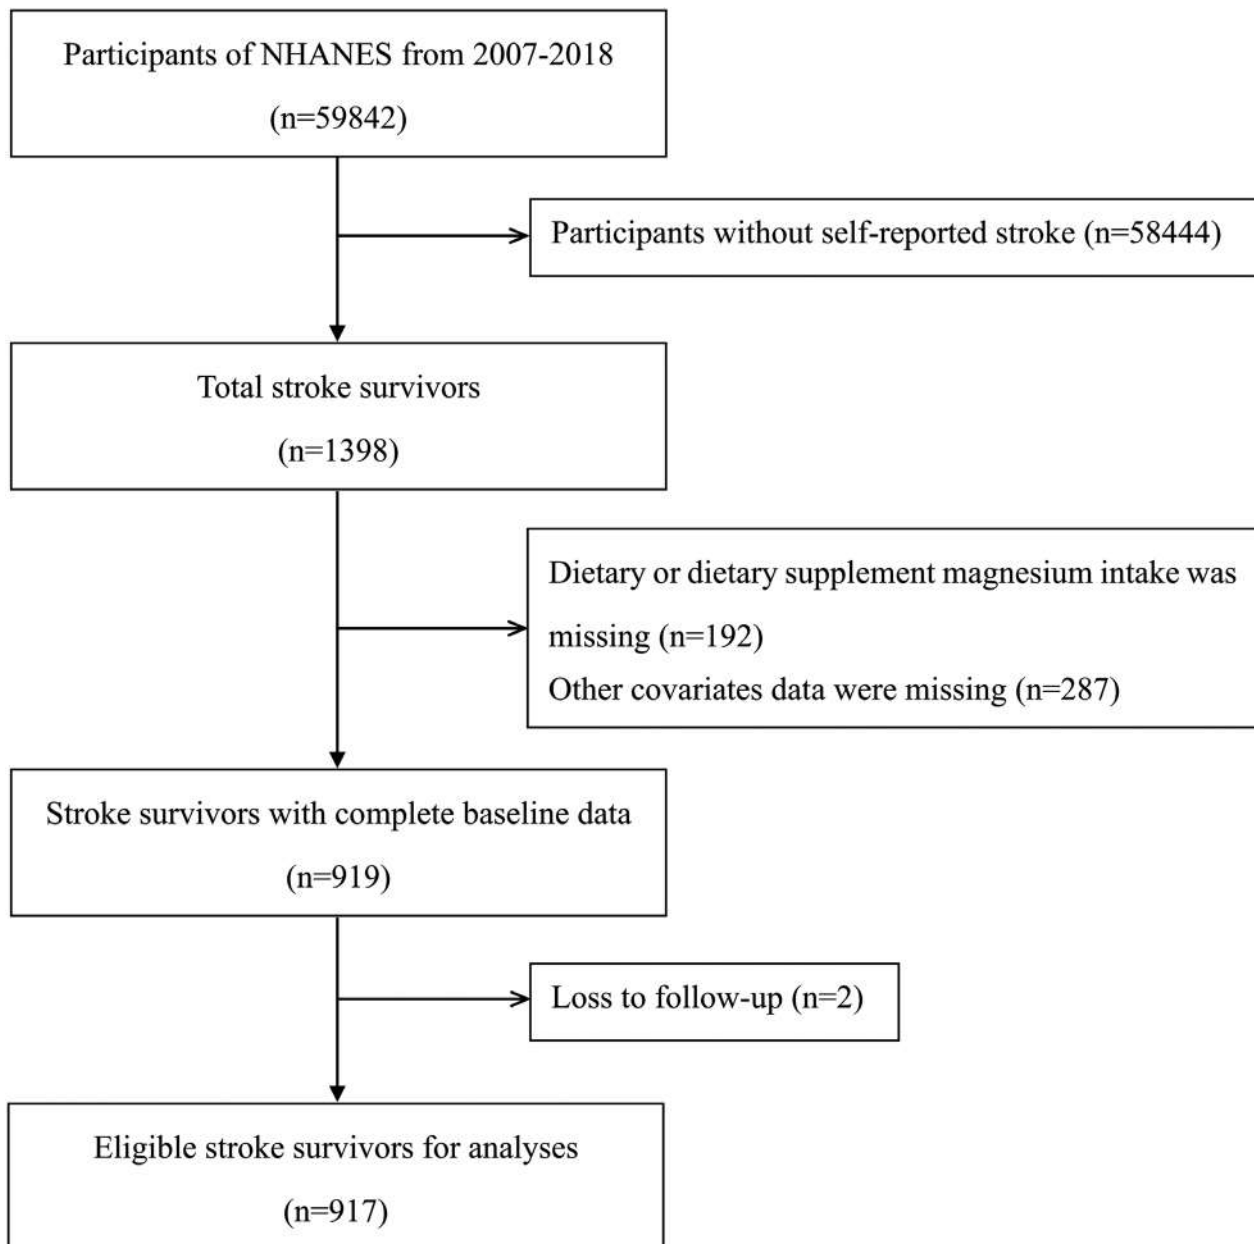 Participants of NHANES from 2007-2018
(n=59842)
Participants without self-reported stroke (n=58444)
Total stroke survivors
(n=1398)
Dietary or dietary supplement magnesium intake was
missing (n=192)
Other covariates data were missing (n=287)
Stroke survivors with complete baseline data
(n=919)
Loss to follow-up (n=2)
Eligible stroke survivors for analyses
(n=917)